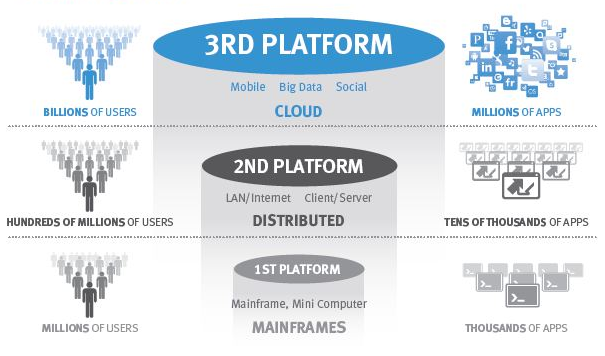 3RD PLATFORM
Mobile Big Data Social
BILLIONS OF USERS
CLOUD
MILLIONS OF APPS
2ND PLATFORM
LAN/Internet Client/Server
HUNDREDS OF MILLIONS OF USERS
DISTRIBUTED
TENS OF THOUSANDS OF APPS
1ST PLATFORM
Mainframe, Mini Computer
MILLIONS OF USERS
MAINFRAMES
THOUSANDS OF APPS